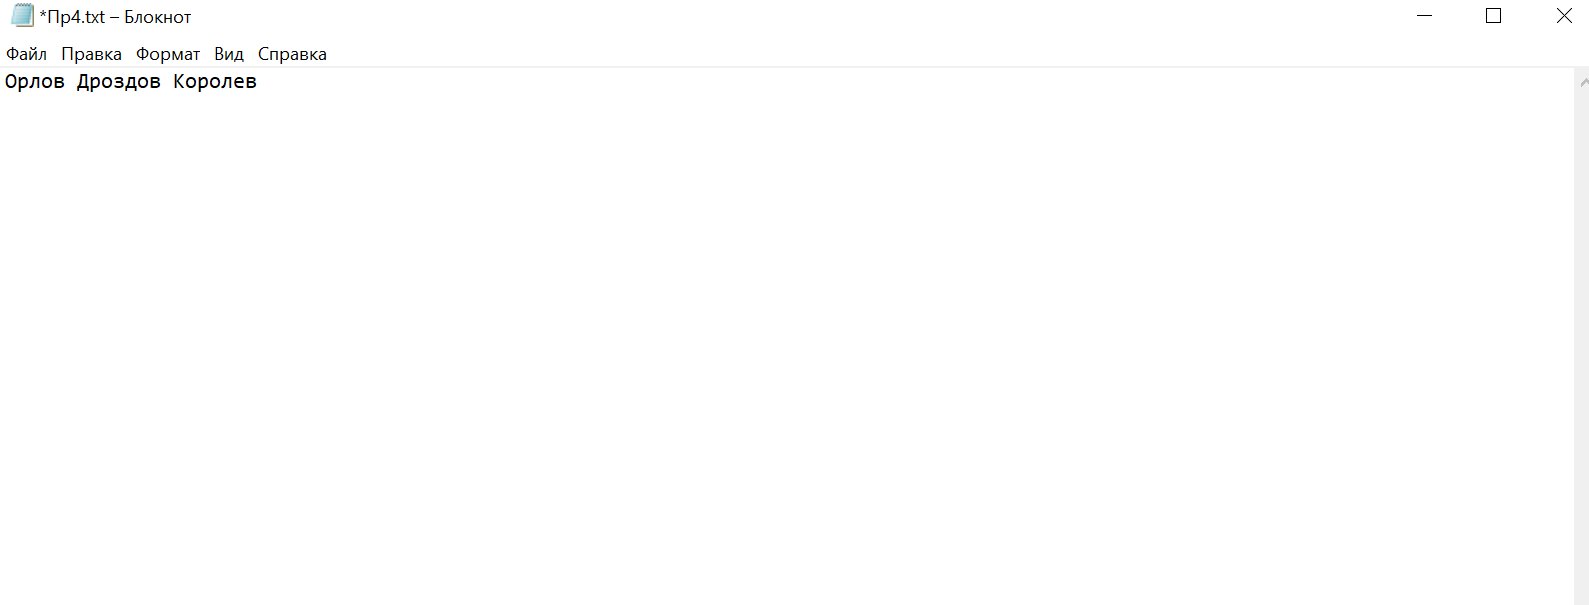 *Пр4.txt – Блокнот
Файл Правка Формат Вид Справка
Орлов Дроздов Королев